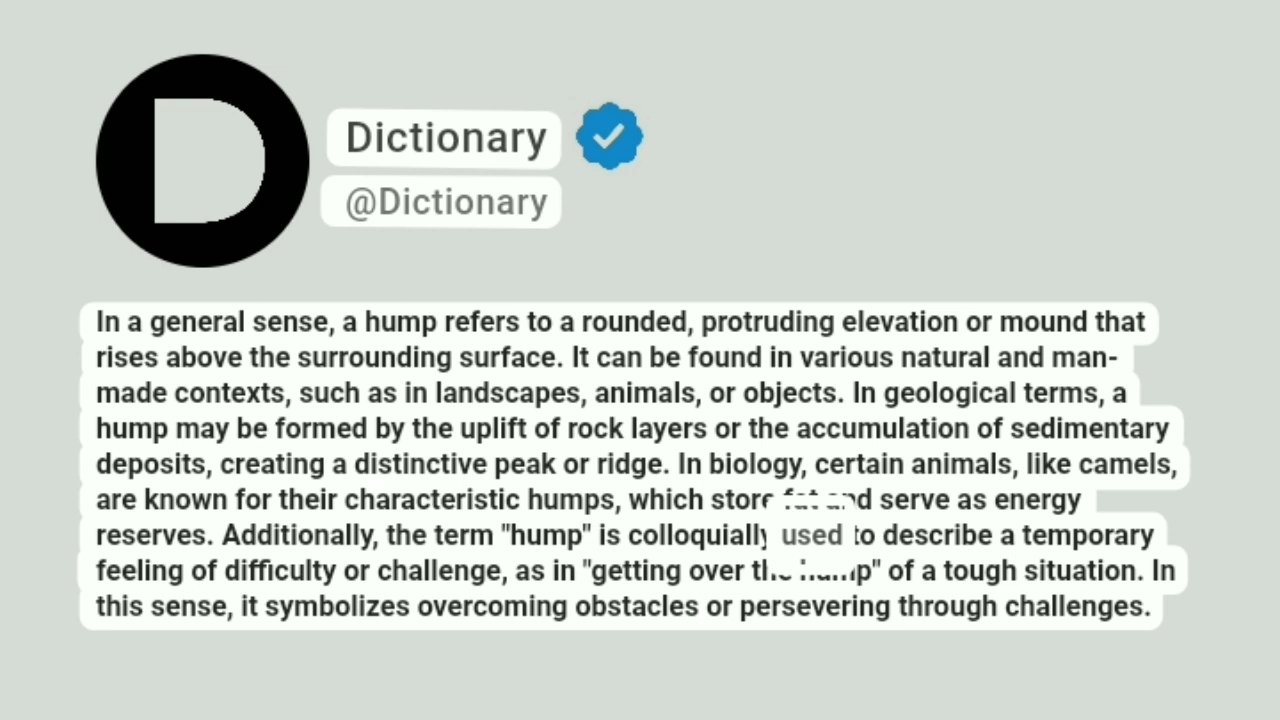 D
Dictionary
@Dictionary
In a general sense, a hump refers to a rounded, protruding elevation or mound that
rises above the surrounding surface. It can be found in various natural and man-
made contexts, such as in landscapes, animals, or objects. In geological terms, a
hump may be formed by the uplift of rock layers or the accumulation of sedimentary
deposits, creating a distinctive peak or ridge. In biology, certain animals, like camels,
are known for their characteristic humps, which store fat and serve as energy
reserves. Additionally, the term "hump" is colloquially used to describe a temporary
feeling of difficulty or challenge, as in "getting over the hump" of a tough situation. In
this sense, it symbolizes overcoming obstacles or persevering through challenges.